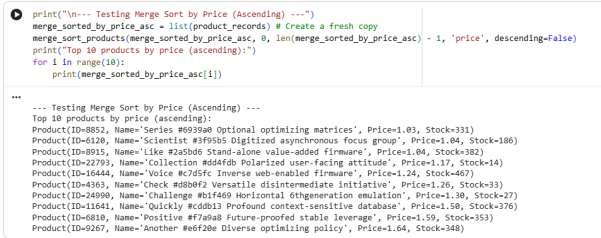 print("\n--- Testing Merge Sort by Price (Ascending) ---")
merge_sorted_by_price_asc = list(product_records) # Create a fresh copy
merge_sort_products(merge_sorted_by_price_asc, 0, len(merge_sorted_by_price_asc) - 1, 'price', descending=False)
print("Top 10 products by price (ascending):")
for i in range(10):
    print(merge_sorted_by_price_asc[i])
...
--- Testing Merge Sort by Price (Ascending) ---
Top 10 products by price (ascending):
Product(ID=8852, Name='Series #6939a0 Optional optimizing matrices', Price=1.03, Stock=331)
Product(ID=6120, Name='Scientist #3f95b5 Digitized asynchronous focus group', Price=1.04, Stock=186)
Product(ID=8915, Name='Like #2a5bd6 Stand-alone value-added firmware', Price=1.04, Stock=382)
Product(ID=22793, Name='Collection #dd4fdb Polarized user-facing attitude', Price=1.17, Stock=14)
Product(ID=16444, Name='Voice #c7d5fc Inverse web-enabled firmware', Price=1.24, Stock=467)
Product(ID=4363, Name='Check #d8b0f2 Versatile disintermediate initiative', Price=1.26, Stock=33)
Product(ID=24990, Name='Challenge #b1f469 Horizontal 6thgeneration emulation', Price=1.30, Stock=27)
Product(ID=11641, Name='Quickly #cddb13 Profound context-sensitive database', Price=1.50, Stock=376)
Product(ID=6810, Name='Positive #f7a9a8 Future-proofed stable leverage', Price=1.59, Stock=353)
Product(ID=9267, Name='Another #e6f20e Diverse optimizing policy', Price=1.64, Stock=348)